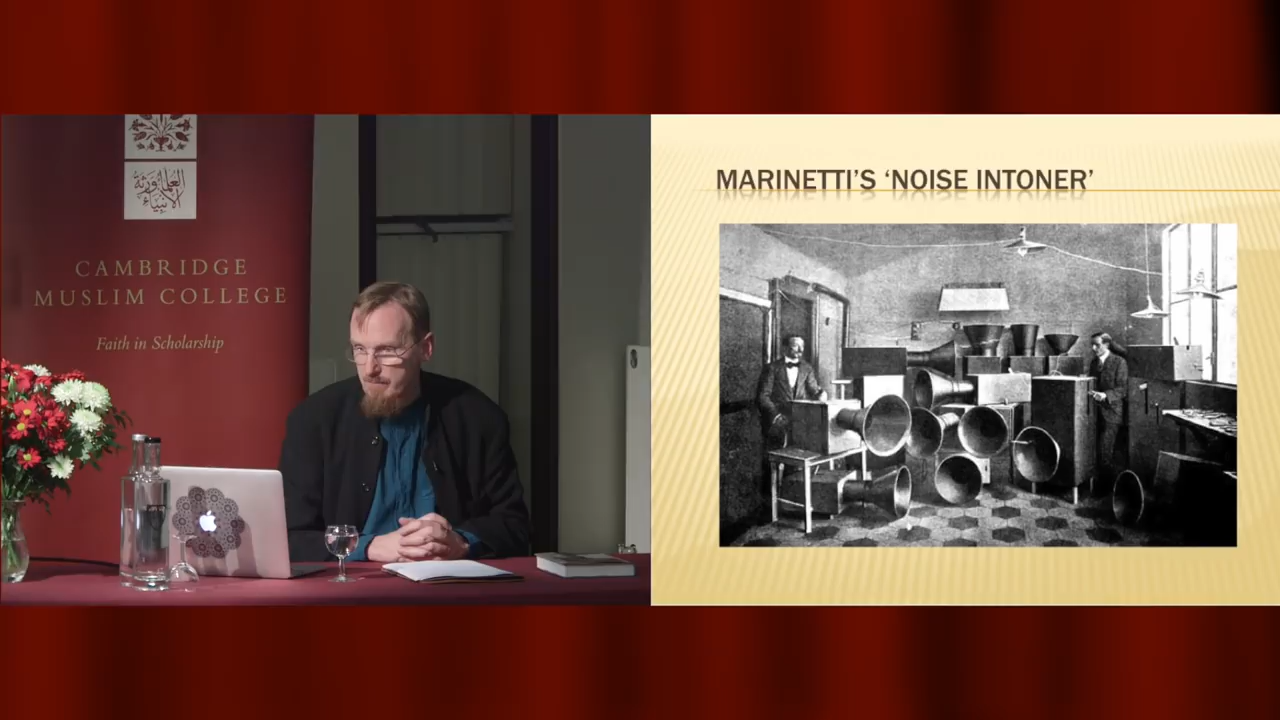 العلماء ورثة
الأنبياء
CAMBRIDGE
MUSLIM COLLEGE
Faith in Scholarship
MARINETTI’S ‘NOISE INTONER’